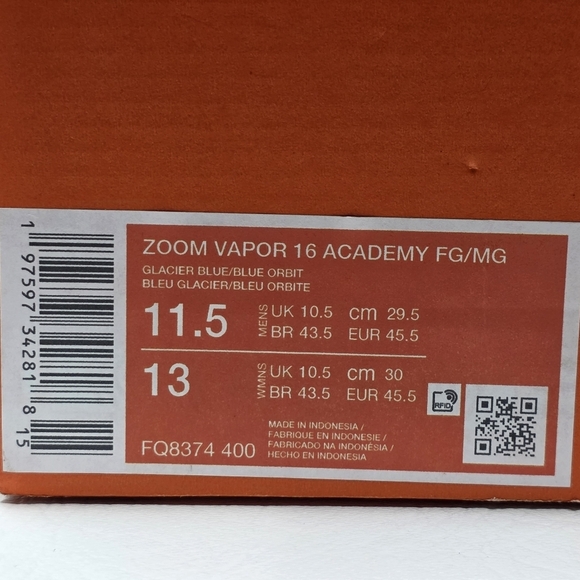 1 97597 34281 8 15
ZOOM VAPOR 16 ACADEMY FG/MG
GLACIER BLUE/BLUE ORBIT
BLEU GLACIER/BLEU ORBITE
11.5 MENS UK 10.5 cm 29.5
BR 43.5 EUR 45.5
13 WMNS UK 10.5 cm 30
BR 43.5 EUR 45.5
RFID
FQ8374 400
MADE IN INDONESIA /
FABRIQUE EN INDONESIE /
FABRICADO NA INDONÉSIA /
HECHO EN INDONESIA